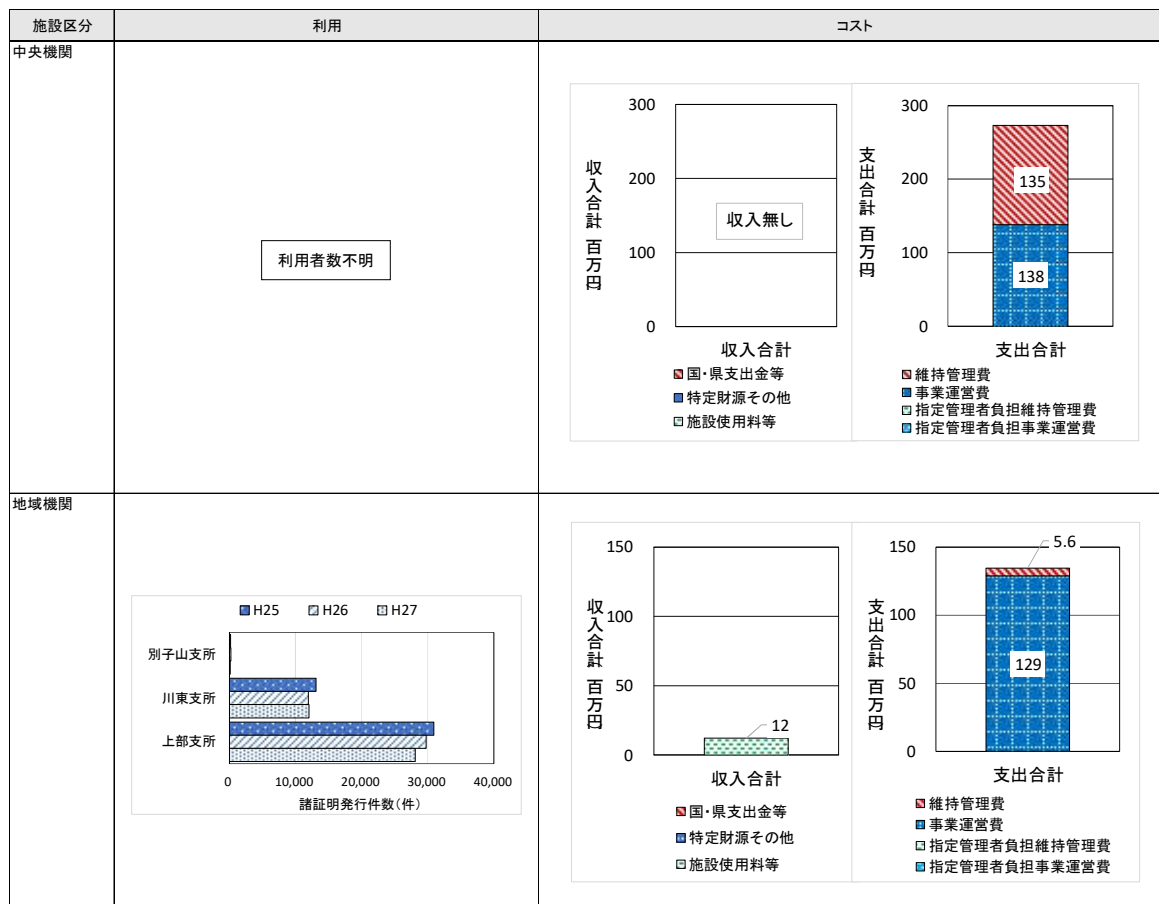 施設区分
利用
コスト
中央機関
利用者数不明
収入合計 百万円
300
200
100
0
収入無し
収入合計
国・県支出金等
特定財源その他
施設使用料等
支出合計 百万円
300
200
100
0
135
138
支出合計
維持管理費
事業運営費
指定管理者負担維持管理費
指定管理者負担事業運営費
地域機関
H25 H26 H27
別子山支所
川東支所
上部支所
0 10,000 20,000 30,000 40,000
諸証明発行件数(件)
収入合計 百万円
150
100
50
0
12
収入合計
国・県支出金等
特定財源その他
施設使用料等
支出合計 百万円
150
100
50
0
5.6
129
支出合計
維持管理費
事業運営費
指定管理者負担維持管理費
指定管理者負担事業運営費